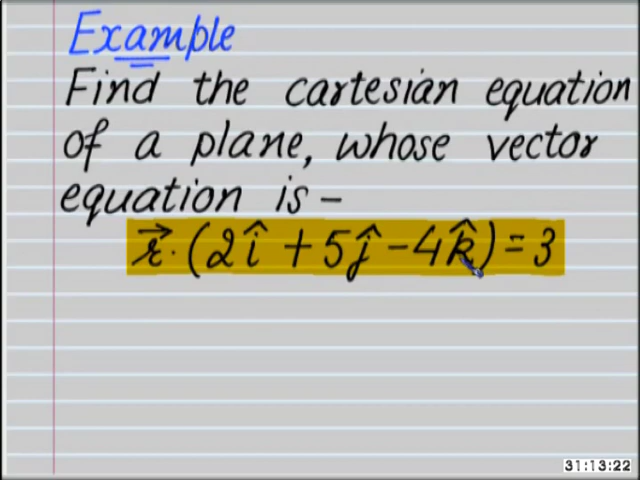 Example
Find the cartesian equation
of a plane, whose vector
equation is -
r⃗·(2î + 5ĵ - 4k̂) = 3
31:13:22